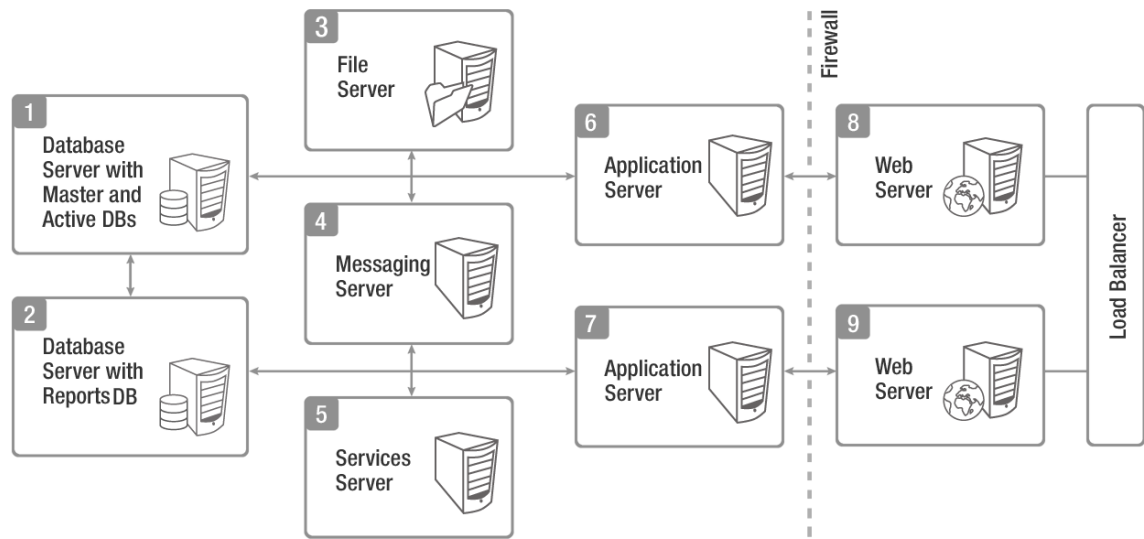 1
Database
Server with
Master and
Active DBs
2
Database
Server with
Reports DB
3
File
Server
4
Messaging
Server
5
Services
Server
6
Application
Server
7
Application
Server
Firewall
8
Web
Server
9
Web
Server
Load Balancer